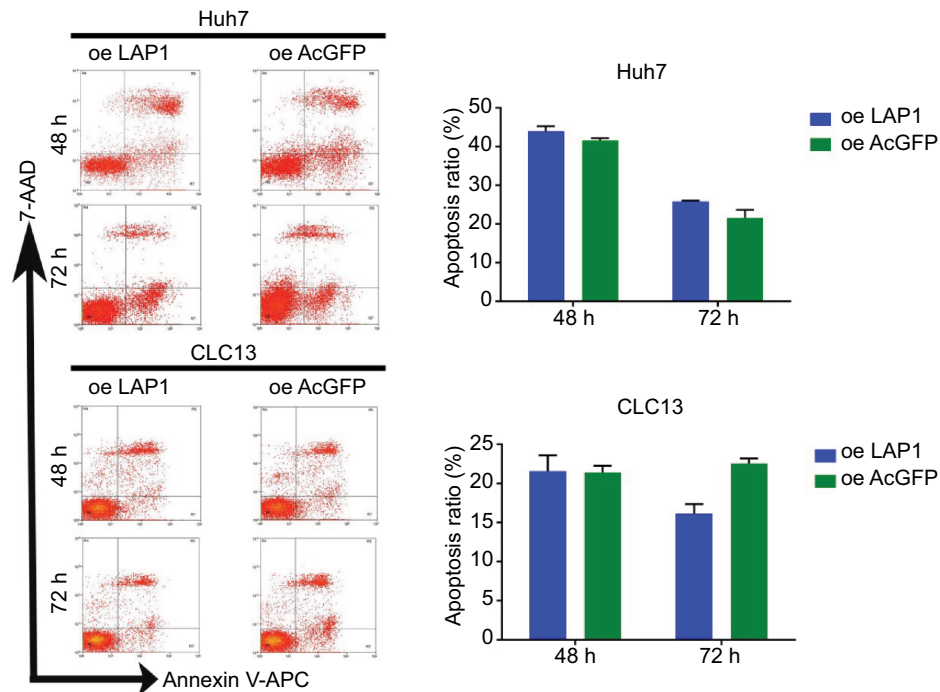 Huh7
oe LAP1
oe AcGFP
48 h
72 h
7-AAD
CLC13
oe LAP1
oe AcGFP
48 h
72 h
Annexin V-APC
Huh7
Apoptosis ratio (%)
50
40
30
20
10
0
48 h
72 h
oe LAP1
oe AcGFP
CLC13
Apoptosis ratio (%)
25
20
15
10
5
0
48 h
72 h
oe LAP1
oe AcGFP